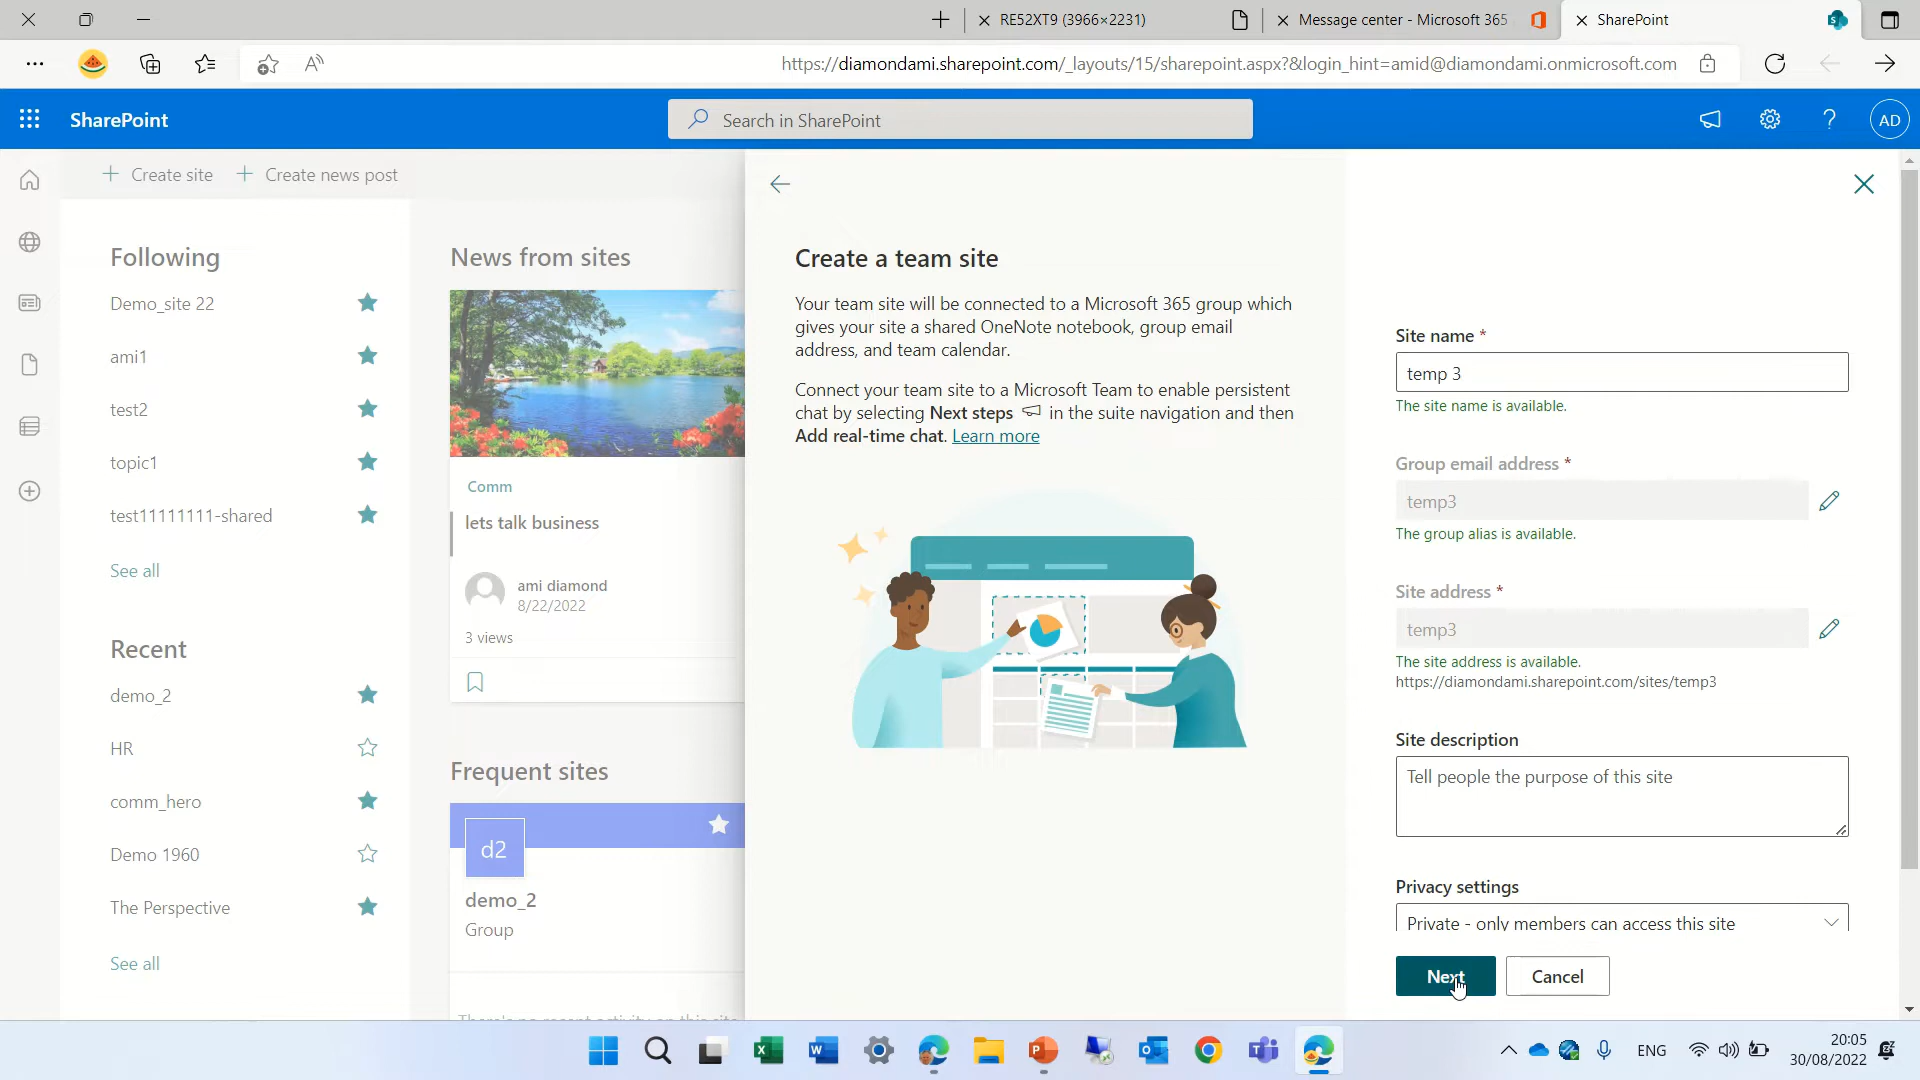 RE52XT9 (3966×2231)
Message center - Microsoft 365
SharePoint
https://diamondami.sharepoint.com/_layouts/15/sharepoint.aspx?&login_hint=amid@diamondami.onmicrosoft.com
SharePoint
Search in SharePoint
AD
Create site
Create news post
Following
Demo_site 22
ami1
test2
topic1
test11111111-shared
See all
Recent
demo_2
HR
comm_hero
Demo 1960
The Perspective
See all
News from sites
Comm
lets talk business
ami diamond
8/22/2022
3 views
Frequent sites
d2
demo_2
Group
There's no recent activity on this site
Create a team site
Your team site will be connected to a Microsoft 365 group which
gives your site a shared OneNote notebook, group email
address, and team calendar.
Connect your team site to a Microsoft Team to enable persistent
chat by selecting Next steps in the suite navigation and then
Add real-time chat. Learn more
Site name *
temp 3
The site name is available.
Group email address *
temp3
The group alias is available.
Site address *
temp3
The site address is available.
https://diamondami.sharepoint.com/sites/temp3
Site description
Tell people the purpose of this site
Privacy settings
Private - only members can access this site
Next
Cancel
ENG
20:05
30/08/2022